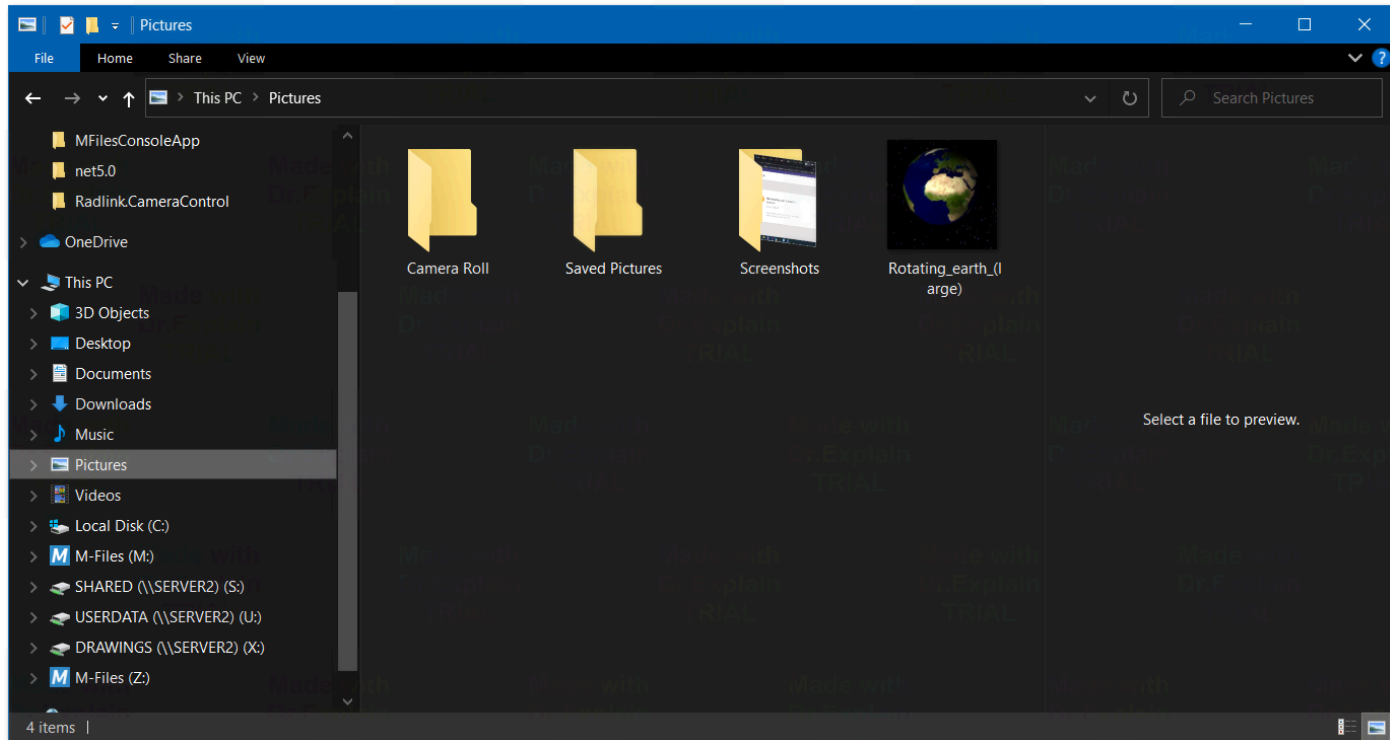 Pictures
File Home Share View
This PC > Pictures
Search Pictures
MFilesConsoleApp
net5.0
Radlink.CameraControl
OneDrive
This PC
3D Objects
Desktop
Documents
Downloads
Music
Pictures
Videos
Local Disk (C:)
M-Files (M:)
SHARED (\\SERVER2) (S:)
USERDATA (\\SERVER2) (U:)
DRAWINGS (\\SERVER2) (X:)
M-Files (Z:)
Camera Roll
Saved Pictures
Screenshots
Rotating_earth_(l
arge)
Select a file to preview.
Made with
Dr.Explain
TRIAL
4 items